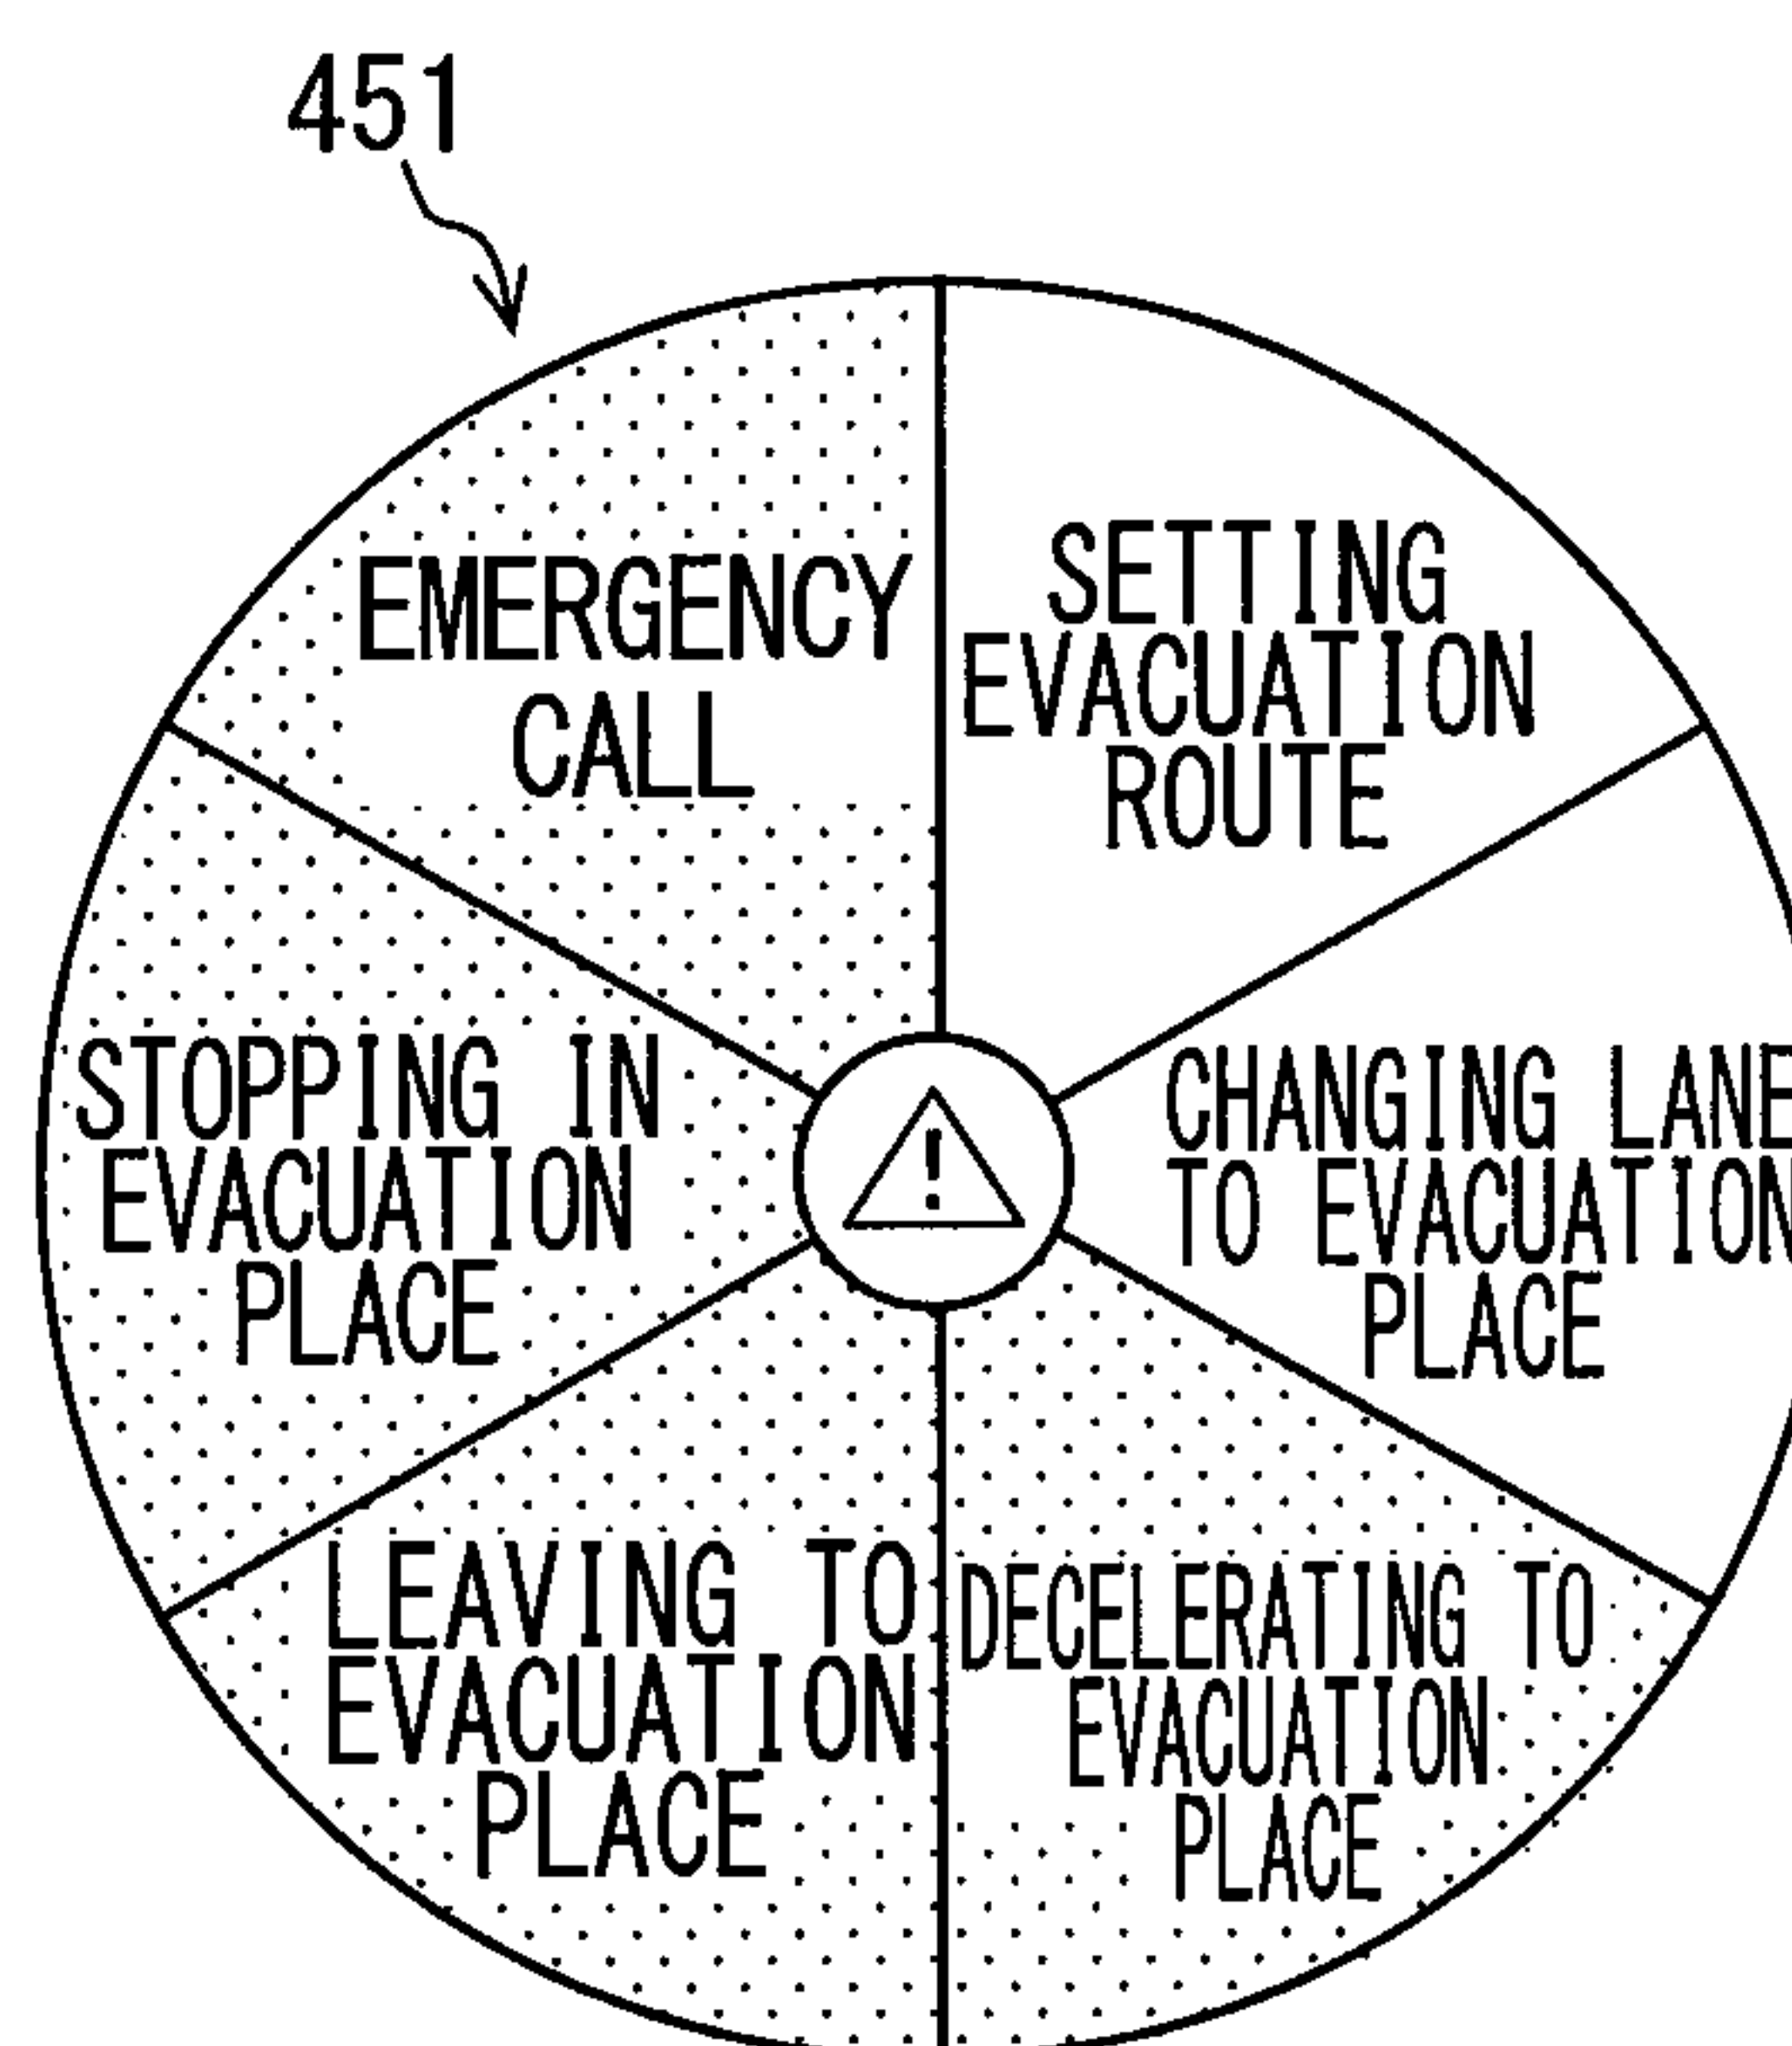 451
SETTING
EVACUATION
ROUTE
CHANGING LANE
TO EVACUATION
PLACE
DECELERATING TO
EVACUATION
PLACE
LEAVING TO
EVACUATION
PLACE
STOPPING IN
EVACUATION
PLACE
EMERGENCY
CALL
!